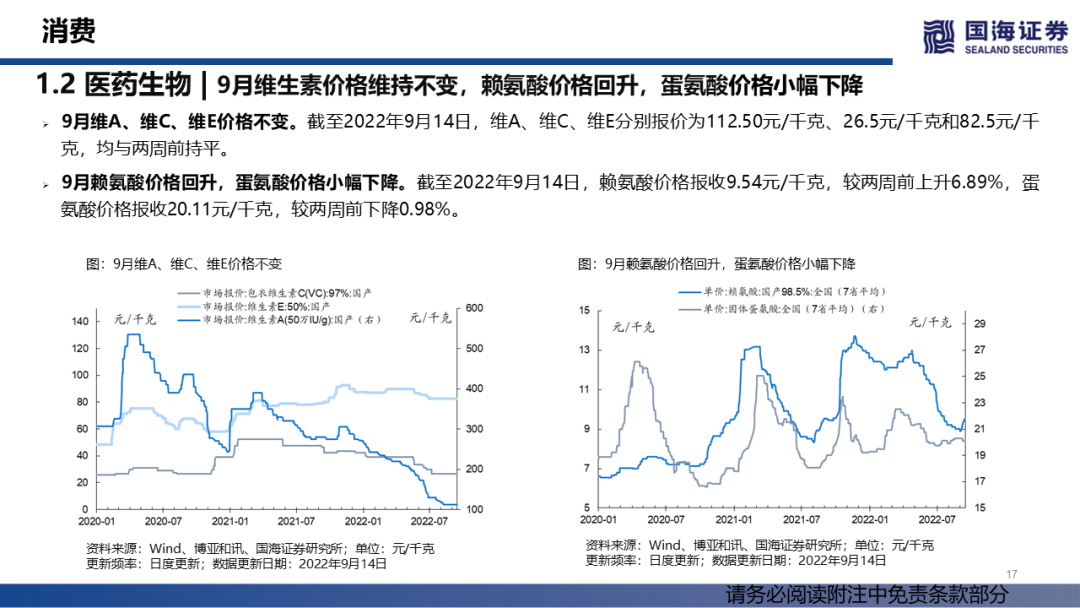 消费
国海证券
SEALAND SECURITIES
1.2 医药生物 | 9月维生素价格维持不变，赖氨酸价格回升，蛋氨酸价格小幅下降
➢ 9月维A、维C、维E价格不变。截至2022年9月14日，维A、维C、维E分别报价为112.50元/千克、26.5元/千克和82.5元/千
克，均与两周前持平。
➢ 9月赖氨酸价格回升，蛋氨酸价格小幅下降。截至2022年9月14日，赖氨酸价格报收9.54元/千克，较两周前上升6.89%，蛋
氨酸价格报收20.11元/千克，较两周前下降0.98%。
图：9月维A、维C、维E价格不变
市场报价:包衣维生素C(VC):97%:国产
市场报价:维生素E:50%:国产
市场报价:维生素A(50万IU/g):国产（右）
元/千克
元/千克
140
120
100
80
60
40
20
0
600
500
400
300
200
100
2020-01
2020-07
2021-01
2021-07
2022-01
2022-07
资料来源：Wind、博亚和讯、国海证券研究所；单位：元/千克
更新频率：日度更新；数据更新日期：2022年9月14日
图：9月赖氨酸价格回升，蛋氨酸价格小幅下降
单价:赖氨酸:国产98.5%:全国（7省平均）
单价:固体蛋氨酸:全国（7省平均）（右）
元/千克
元/千克
15
13
11
9
7
5
29
27
25
23
21
19
17
15
2020-01
2020-07
2021-01
2021-07
2022-01
2022-07
资料来源：Wind、博亚和讯、国海证券研究所；单位：元/千克
更新频率：日度更新；数据更新日期：2022年9月14日
17
请务必阅读附注中免责条款部分